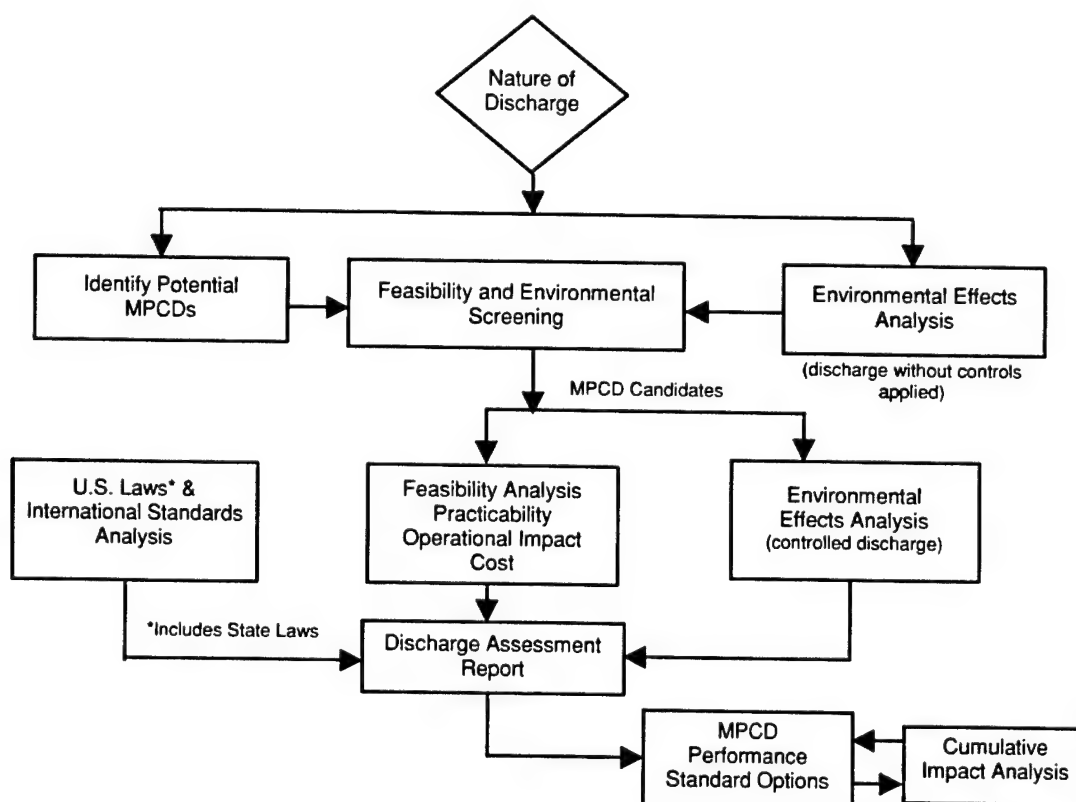 Nature of
Discharge
Identify Potential
MPCDs
Feasibility and Environmental
Screening
Environmental Effects
Analysis
(discharge without controls
applied)
MPCD Candidates
U.S. Laws* &
International Standards
Analysis
Feasibility Analysis
Practicability
Operational Impact
Cost
Environmental
Effects Analysis
(controlled discharge)
*Includes State Laws
Discharge Assessment
Report
MPCD
Performance
Standard Options
Cumulative
Impact Analysis